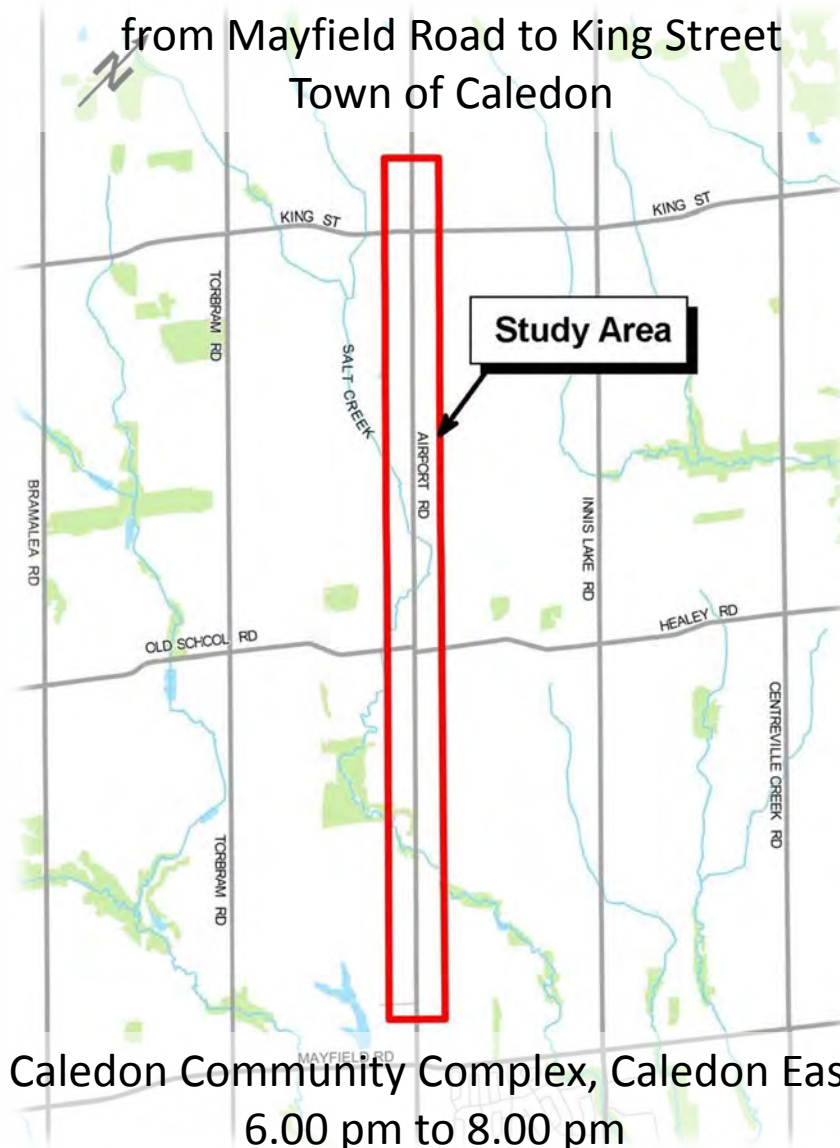 from Mayfield Road to King Street
Town of Caledon
N
KING ST
KING ST
TORBRAM RD
Study Area
SALT CREEK
AIRPORT RD
BRAMALEA RD
INNIS LAKE RD
HEALEY RD
OLD SCHOOL RD
CENTREVILLE CREEK RD
TORBRAM RD
MAYFIELD RD
Caledon Community Complex, Caledon Eas
6.00 pm to 8.00 pm